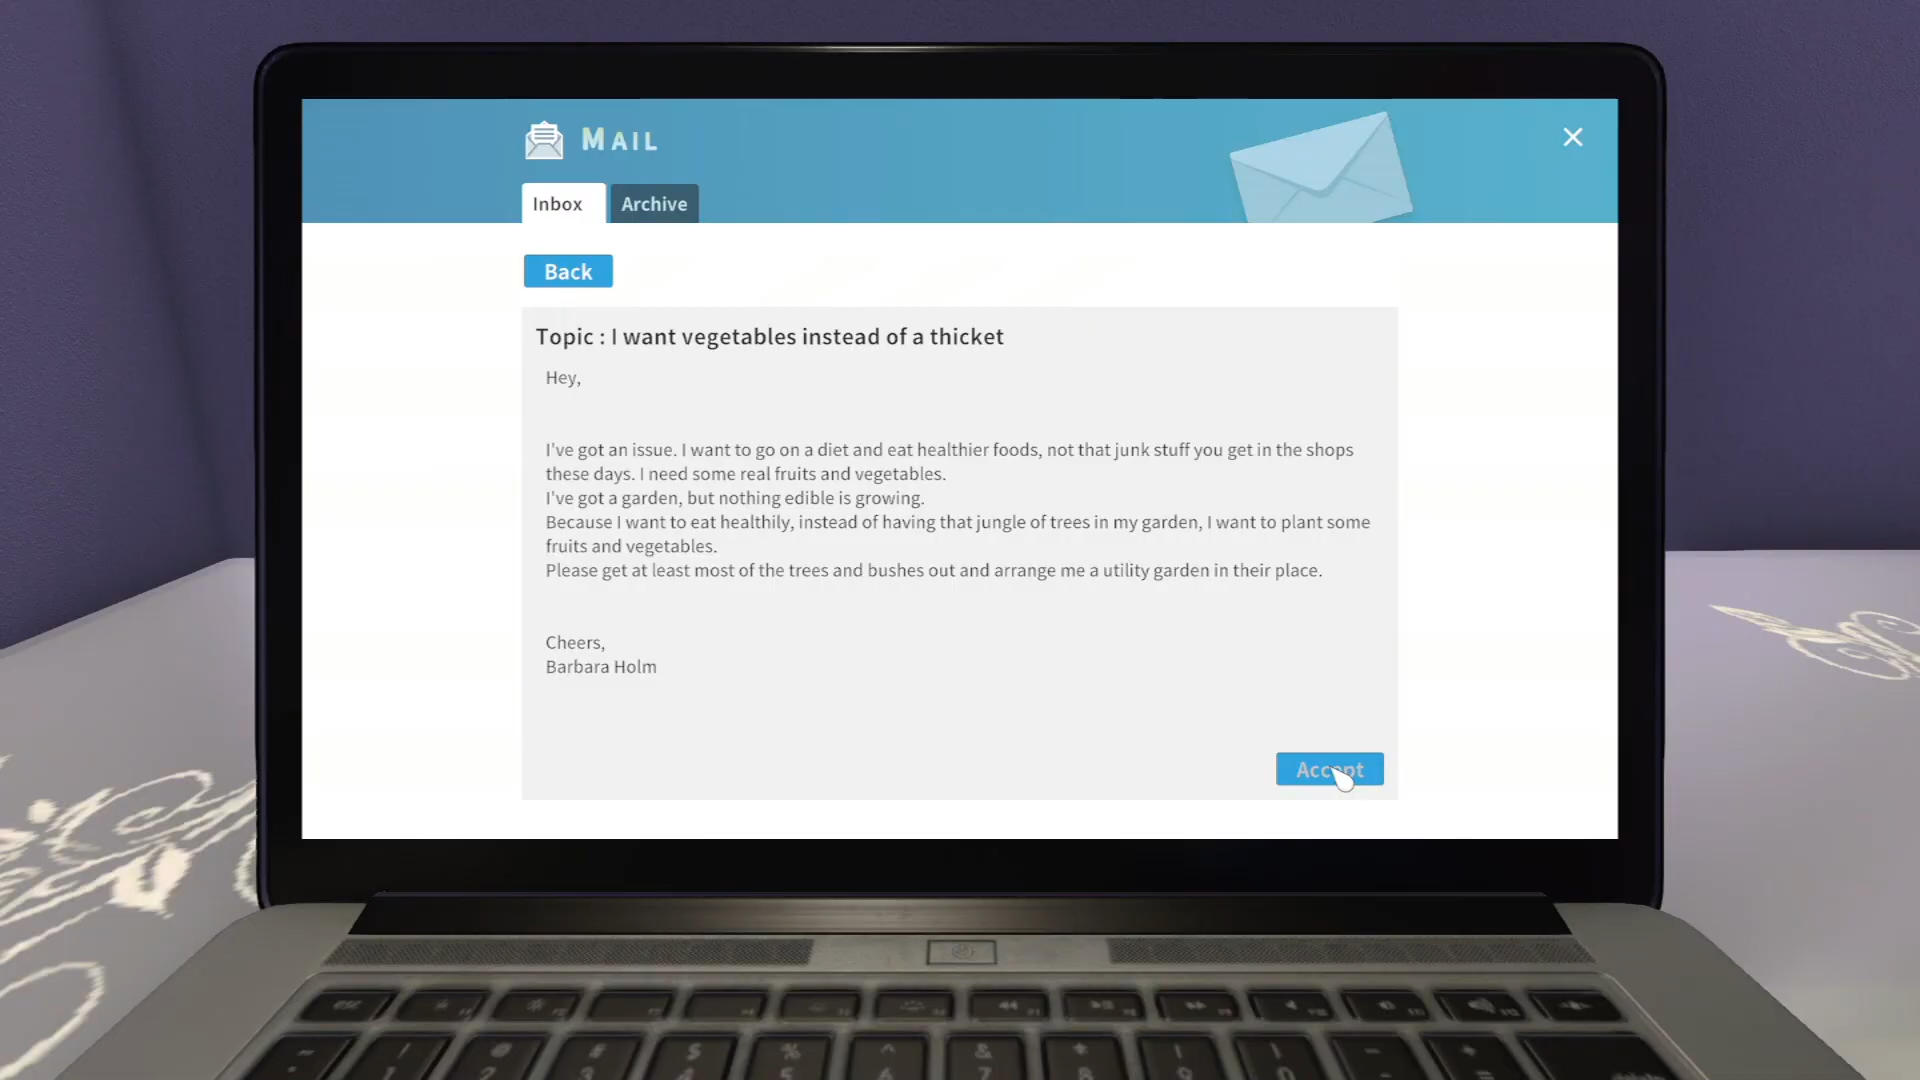 MAIL
Inbox
Archive
Back
Topic : I want vegetables instead of a thicket
Hey,
I've got an issue. I want to go on a diet and eat healthier foods, not that junk stuff you get in the shops
these days. I need some real fruits and vegetables.
I've got a garden, but nothing edible is growing.
Because I want to eat healthily, instead of having that jungle of trees in my garden, I want to plant some
fruits and vegetables.
Please get at least most of the trees and bushes out and arrange me a utility garden in their place.
Cheers,
Barbara Holm
Accept
esc